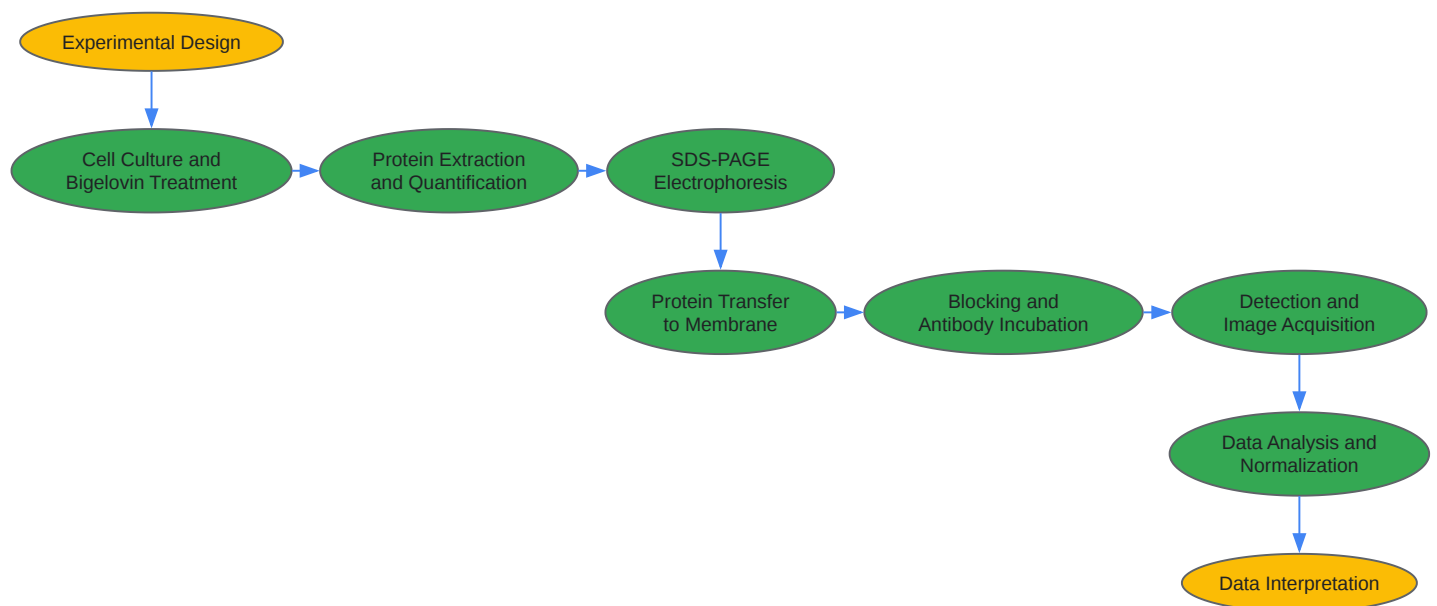 Experimental Design
Cell Culture and
Bigelovin Treatment
Protein Extraction
and Quantification
SDS-PAGE
Electrophoresis
Protein Transfer
to Membrane
Blocking and
Antibody Incubation
Detection and
Image Acquisition
Data Analysis and
Normalization
Data Interpretation